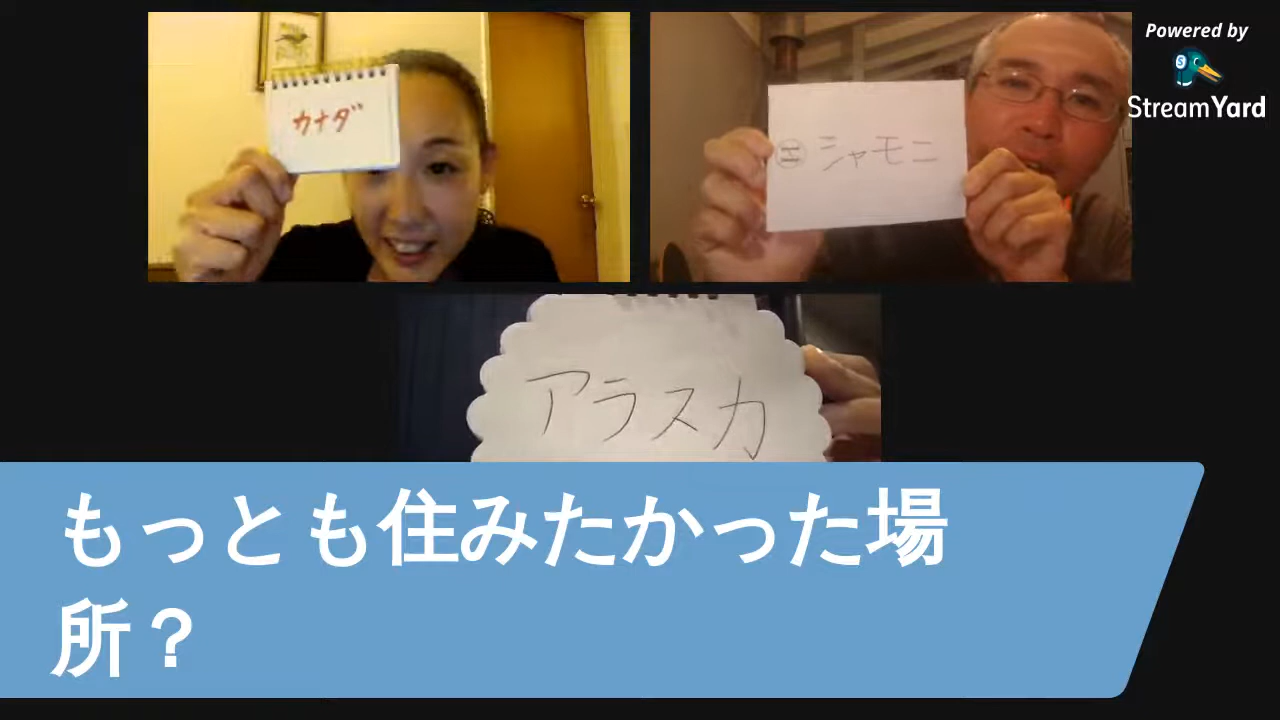 カナダ
㊁ シャモニ
Powered by
StreamYard
アラスカ
もっとも住みたかった場
所？